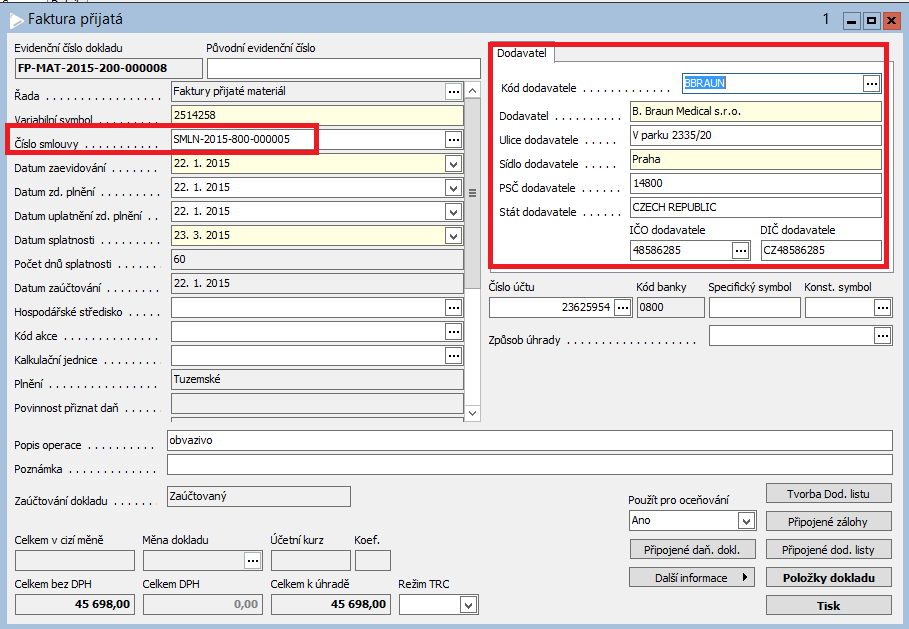 Faktura přijatá 1
Evidenční číslo dokladu Původní evidenční číslo
FP-MAT-2015-200-000008
Řada Faktury přijaté materiál
Variabilní symbol 2514258
Číslo smlouvy SMLN-2015-800-000005
Datum zaevidování 22. 1. 2015
Datum zd. plnění 22. 1. 2015
Datum uplatnění zd. plnění 22. 1. 2015
Datum splatnosti 23. 3. 2015
Počet dnů splatnosti 60
Datum zaúčtování 22. 1. 2015
Hospodářské středisko
Kód akce
Kalkulační jednice
Plnění Tuzemské
Povinnost přiznat daň
Dodavatel
Kód dodavatele BBRAUN
Dodavatel B. Braun Medical s.r.o.
Ulice dodavatele V parku 2335/20
Sídlo dodavatele Praha
PSČ dodavatele 14800
Stát dodavatele CZECH REPUBLIC
IČO dodavatele DIČ dodavatele
48586285 CZ48586285
Číslo účtu Kód banky Specifický symbol Konst. symbol
23625954 0800
Způsob úhrady
Popis operace obvazivo
Poznámka
Zaúčtování dokladu Zaúčtovaný
Použít pro oceňování
Ano
Tvorba Dod. listu
Připojené zálohy
Připojené daň. dokl. Připojené dod. listy
Další informace Položky dokladu
Tisk
Celkem v cizí měně Měna dokladu Účetní kurz Koef.
Celkem bez DPH Celkem DPH Celkem k úhradě Režim TRC
45 698,00 0,00 45 698,00